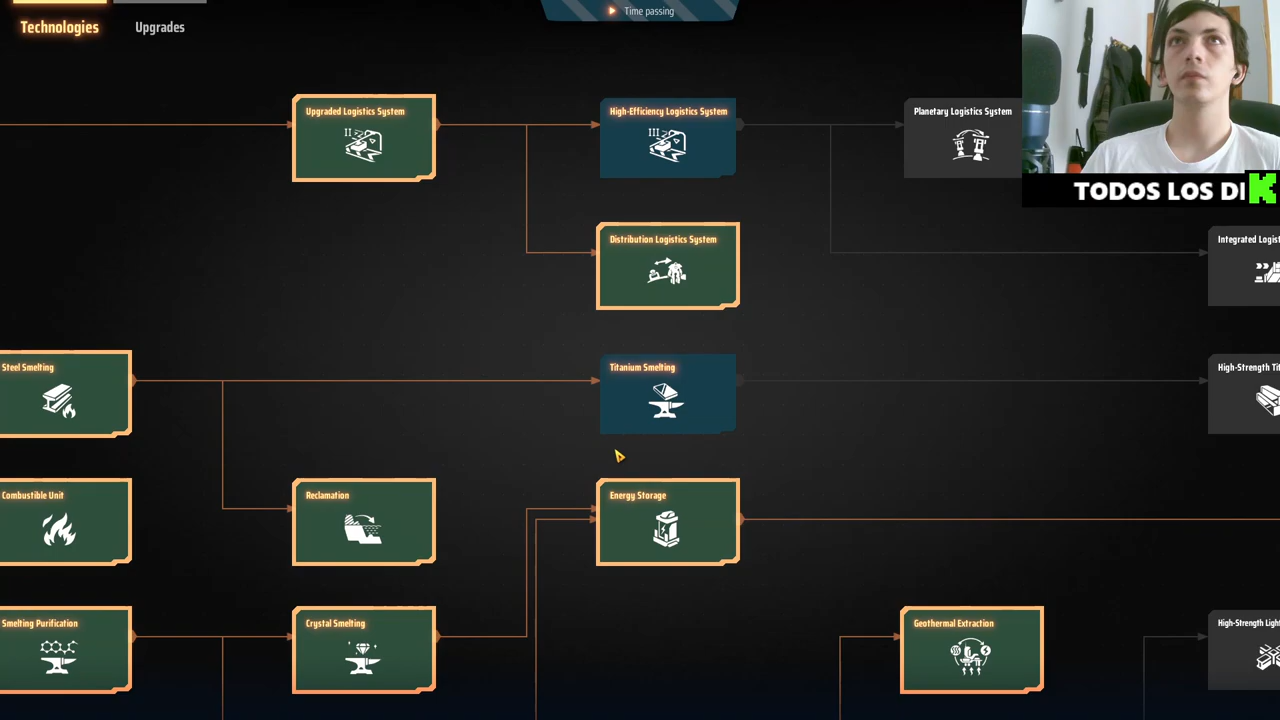 Technologies
Upgrades
Time passing
Upgraded Logistics System
High-Efficiency Logistics System
Planetary Logistics System
TODOS LOS DI
Distribution Logistics System
Integrated Logist
Steel Smelting
Titanium Smelting
High-Strength Tit
Combustible Unit
Reclamation
Energy Storage
Smelting Purification
Crystal Smelting
Geothermal Extraction
High-Strength Light